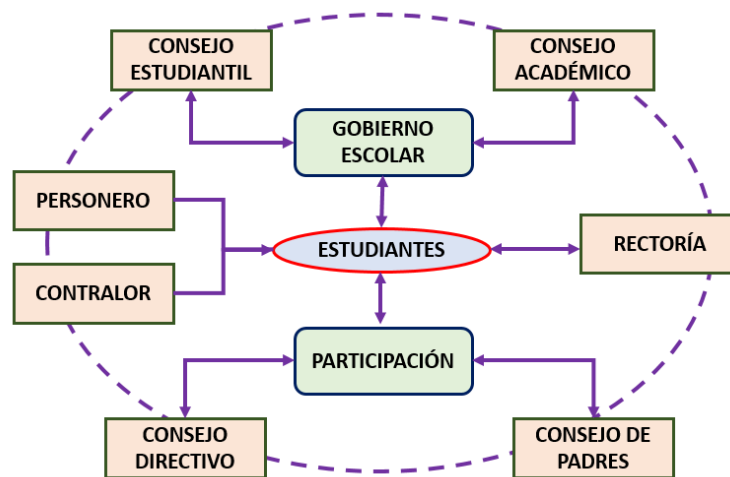 CONSEJO
ESTUDIANTIL
CONSEJO
ACADÉMICO
GOBIERNO
ESCOLAR
PERSONERO
ESTUDIANTES
RECTORÍA
CONTRALOR
PARTICIPACIÓN
CONSEJO
DIRECTIVO
CONSEJO DE
PADRES